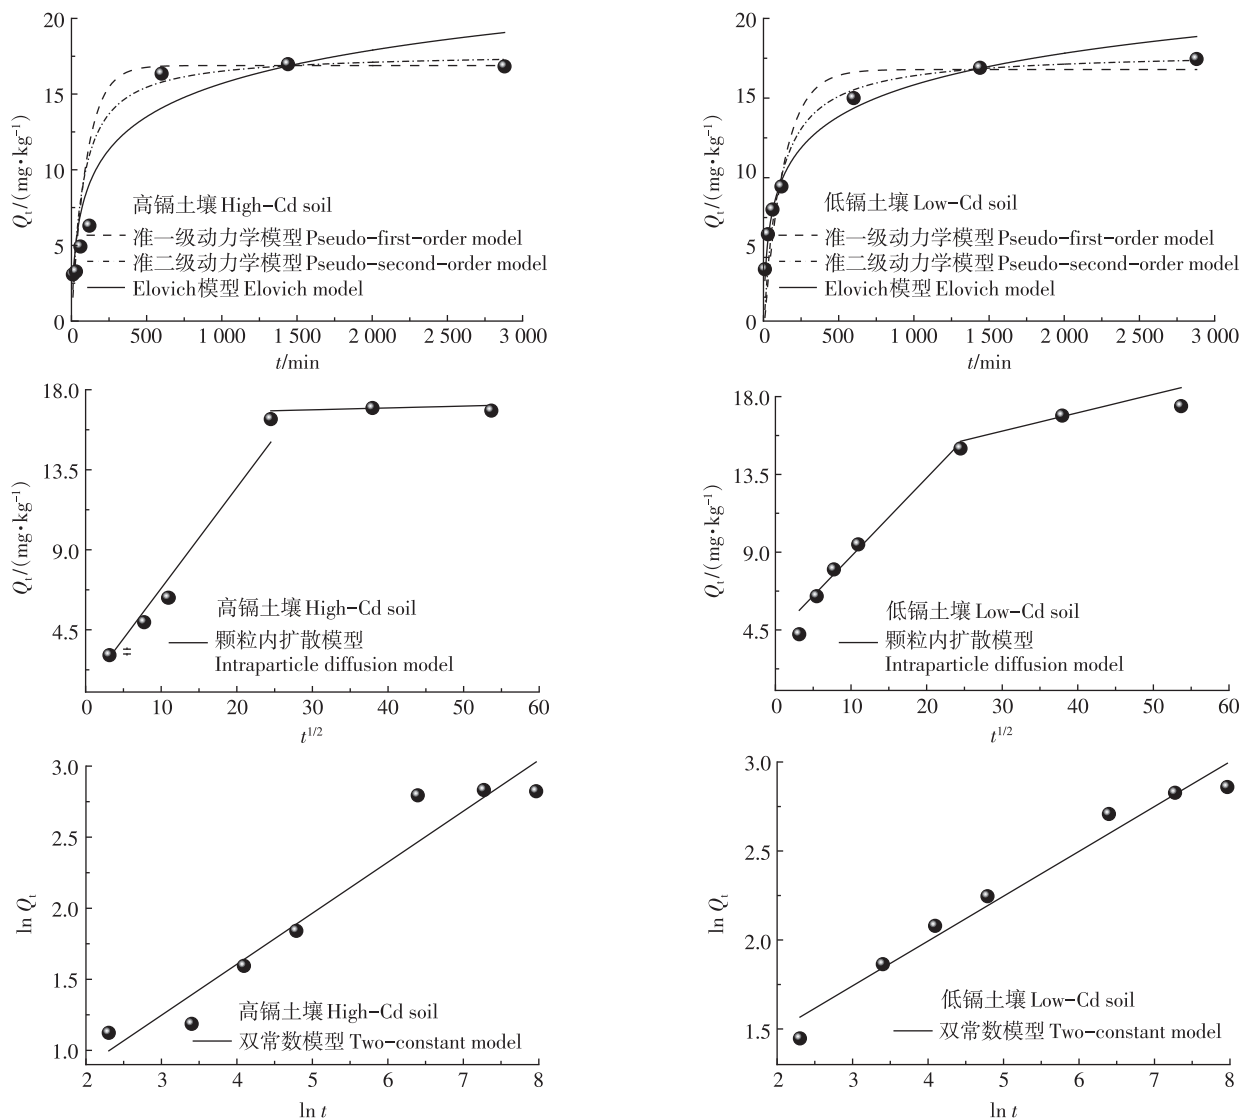 20
15
10
5
0
Qt/(mg•kg⁻¹)
高镉土壤 High-Cd soil
准一级动力学模型 Pseudo-first-order model
准二级动力学模型 Pseudo-second-order model
Elovich模型 Elovich model
0 500 1 000 1 500 2 000 2 500 3 000
t/min
20
15
10
5
0
Qt/(mg•kg⁻¹)
低镉土壤 Low-Cd soil
准一级动力学模型 Pseudo-first-order model
准二级动力学模型 Pseudo-second-order model
Elovich模型 Elovich model
0 500 1 000 1 500 2 000 2 500 3 000
t/min
18.0
13.5
9.0
4.5
Qt/(mg•kg⁻¹)
高镉土壤 High-Cd soil
颗粒内扩散模型
Intraparticle diffusion model
0 10 20 30 40 50 60
t^1/2
18.0
13.5
9.0
4.5
Qt/(mg•kg⁻¹)
低镉土壤 Low-Cd soil
颗粒内扩散模型
Intraparticle diffusion model
0 10 20 30 40 50 60
t^1/2
3.0
2.5
2.0
1.5
1.0
ln Qt
高镉土壤 High-Cd soil
双常数模型 Two-constant model
2 3 4 5 6 7 8
ln t
3.0
2.5
2.0
1.5
ln Qt
低镉土壤 Low-Cd soil
双常数模型 Two-constant model
2 3 4 5 6 7 8
ln t